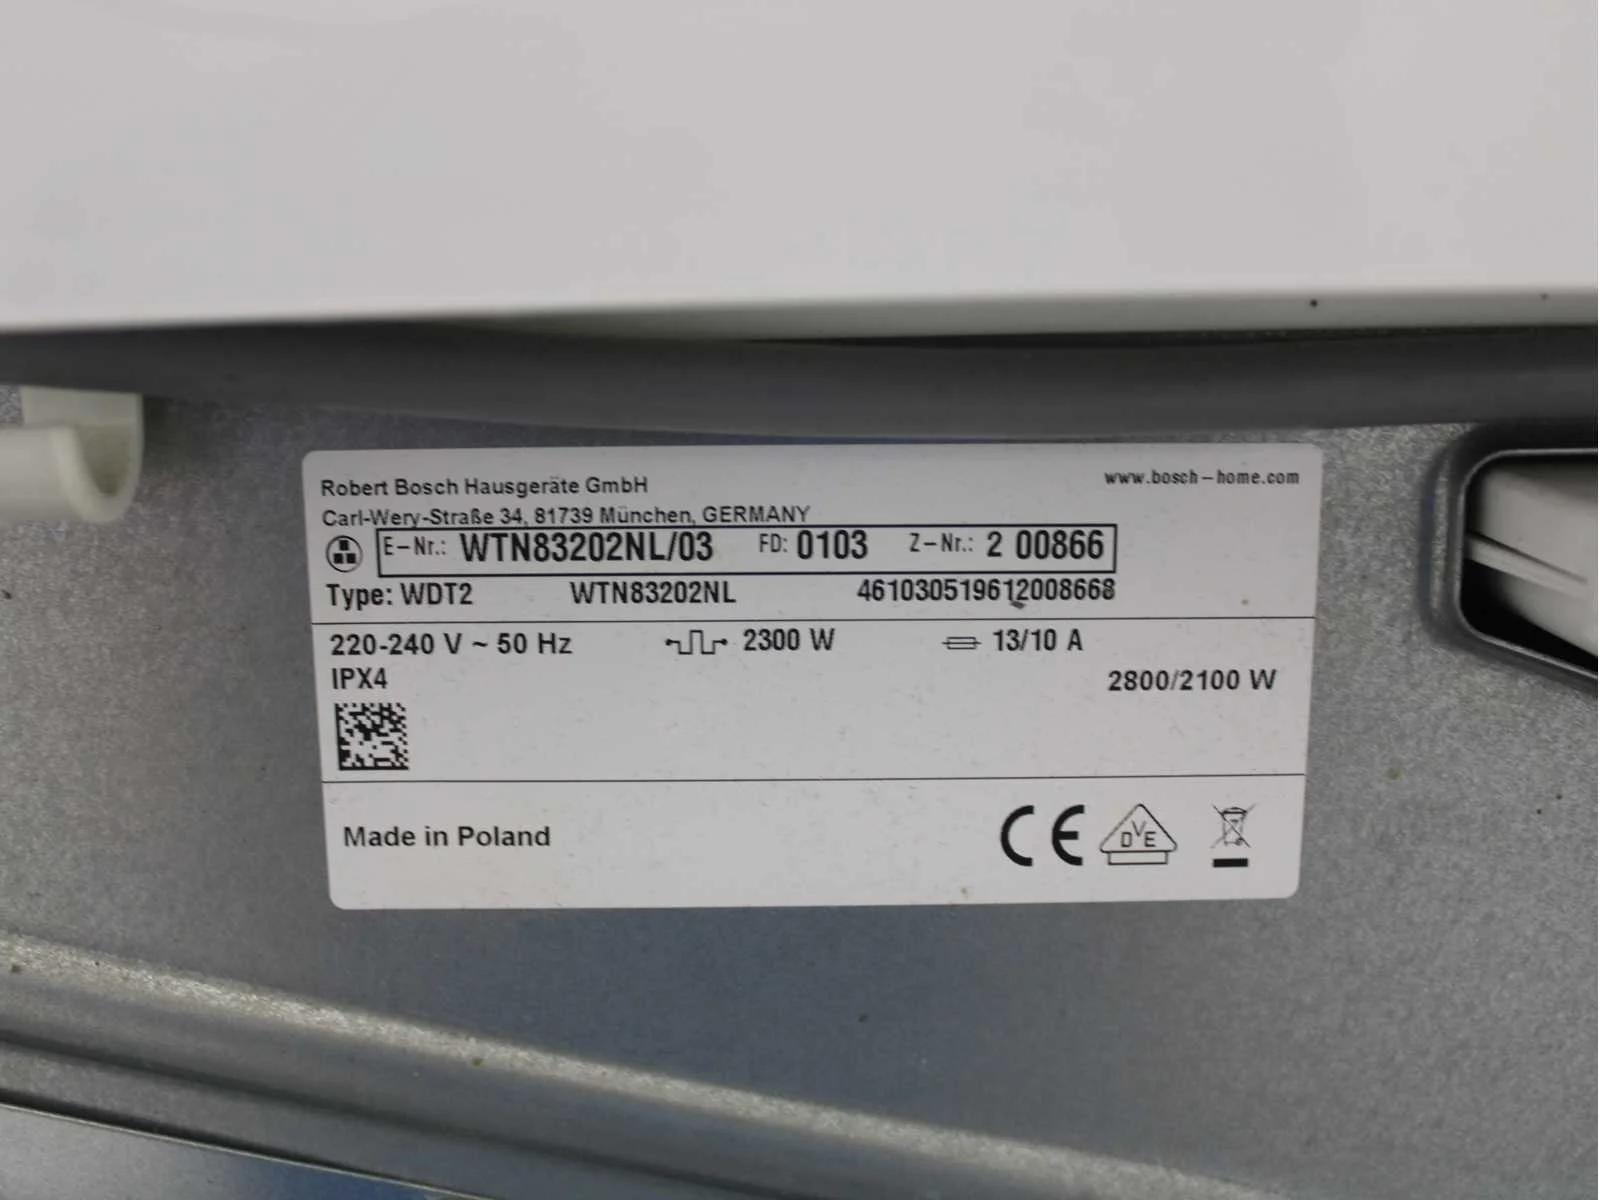 Robert Bosch Hausgeräte GmbH
www.bosch-home.com
Carl-Wery-Straße 34, 81739 München, GERMANY
E-Nr.: WTN83202NL/03 FD: 0103 Z-Nr.: 2 00866
Type: WDT2 WTN83202NL 461030519612008668
220-240 V ~ 50 Hz 2300 W 13/10 A
IPX4 2800/2100 W
Made in Poland
CE DVE